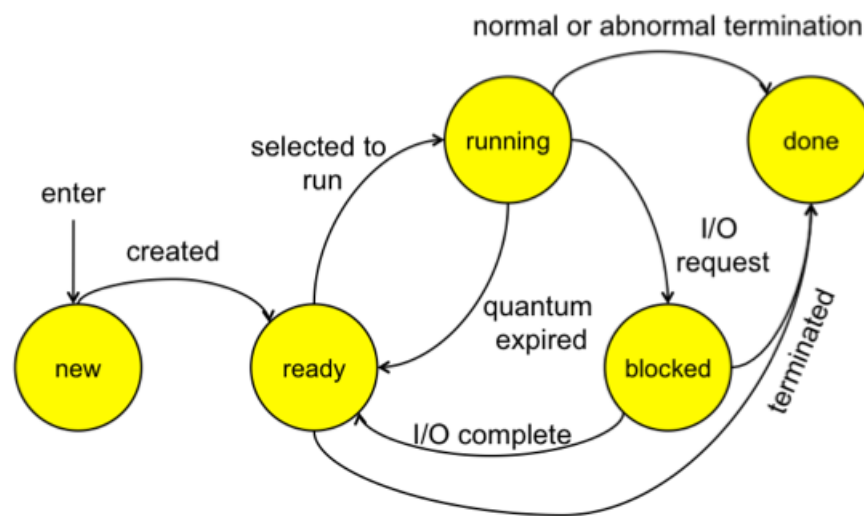 normal or abnormal termination
running
done
selected to
run
enter
created
I/O
request
quantum
expired
new
ready
blocked
terminated
I/O complete